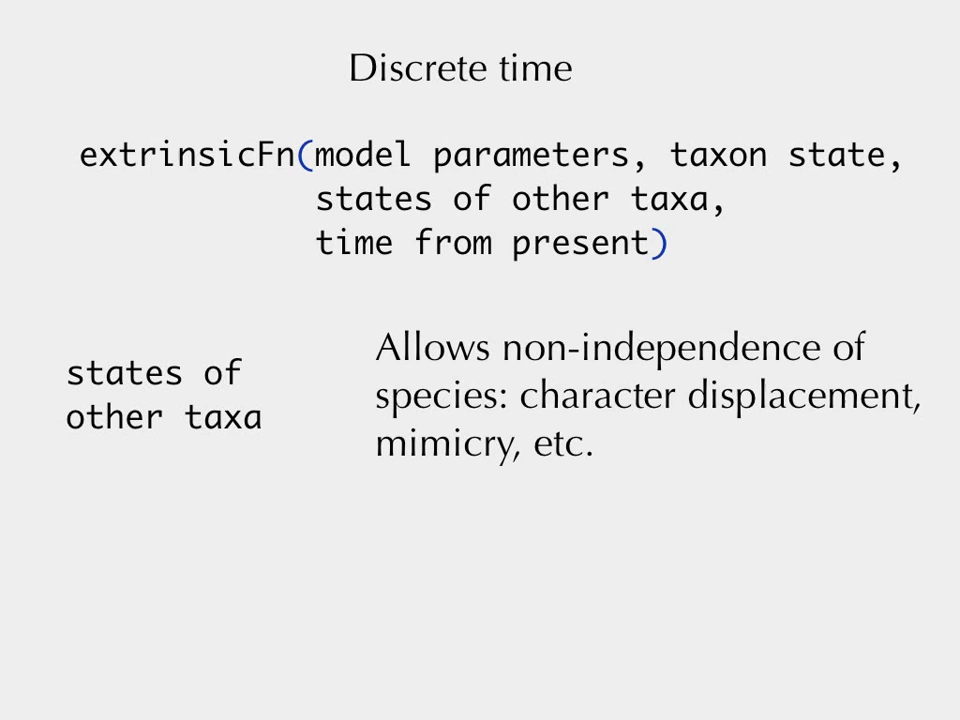 Discrete time
extrinsicFn(model parameters, taxon state,
states of other taxa,
time from present)
states of
other taxa
Allows non-independence of
species: character displacement,
mimicry, etc.